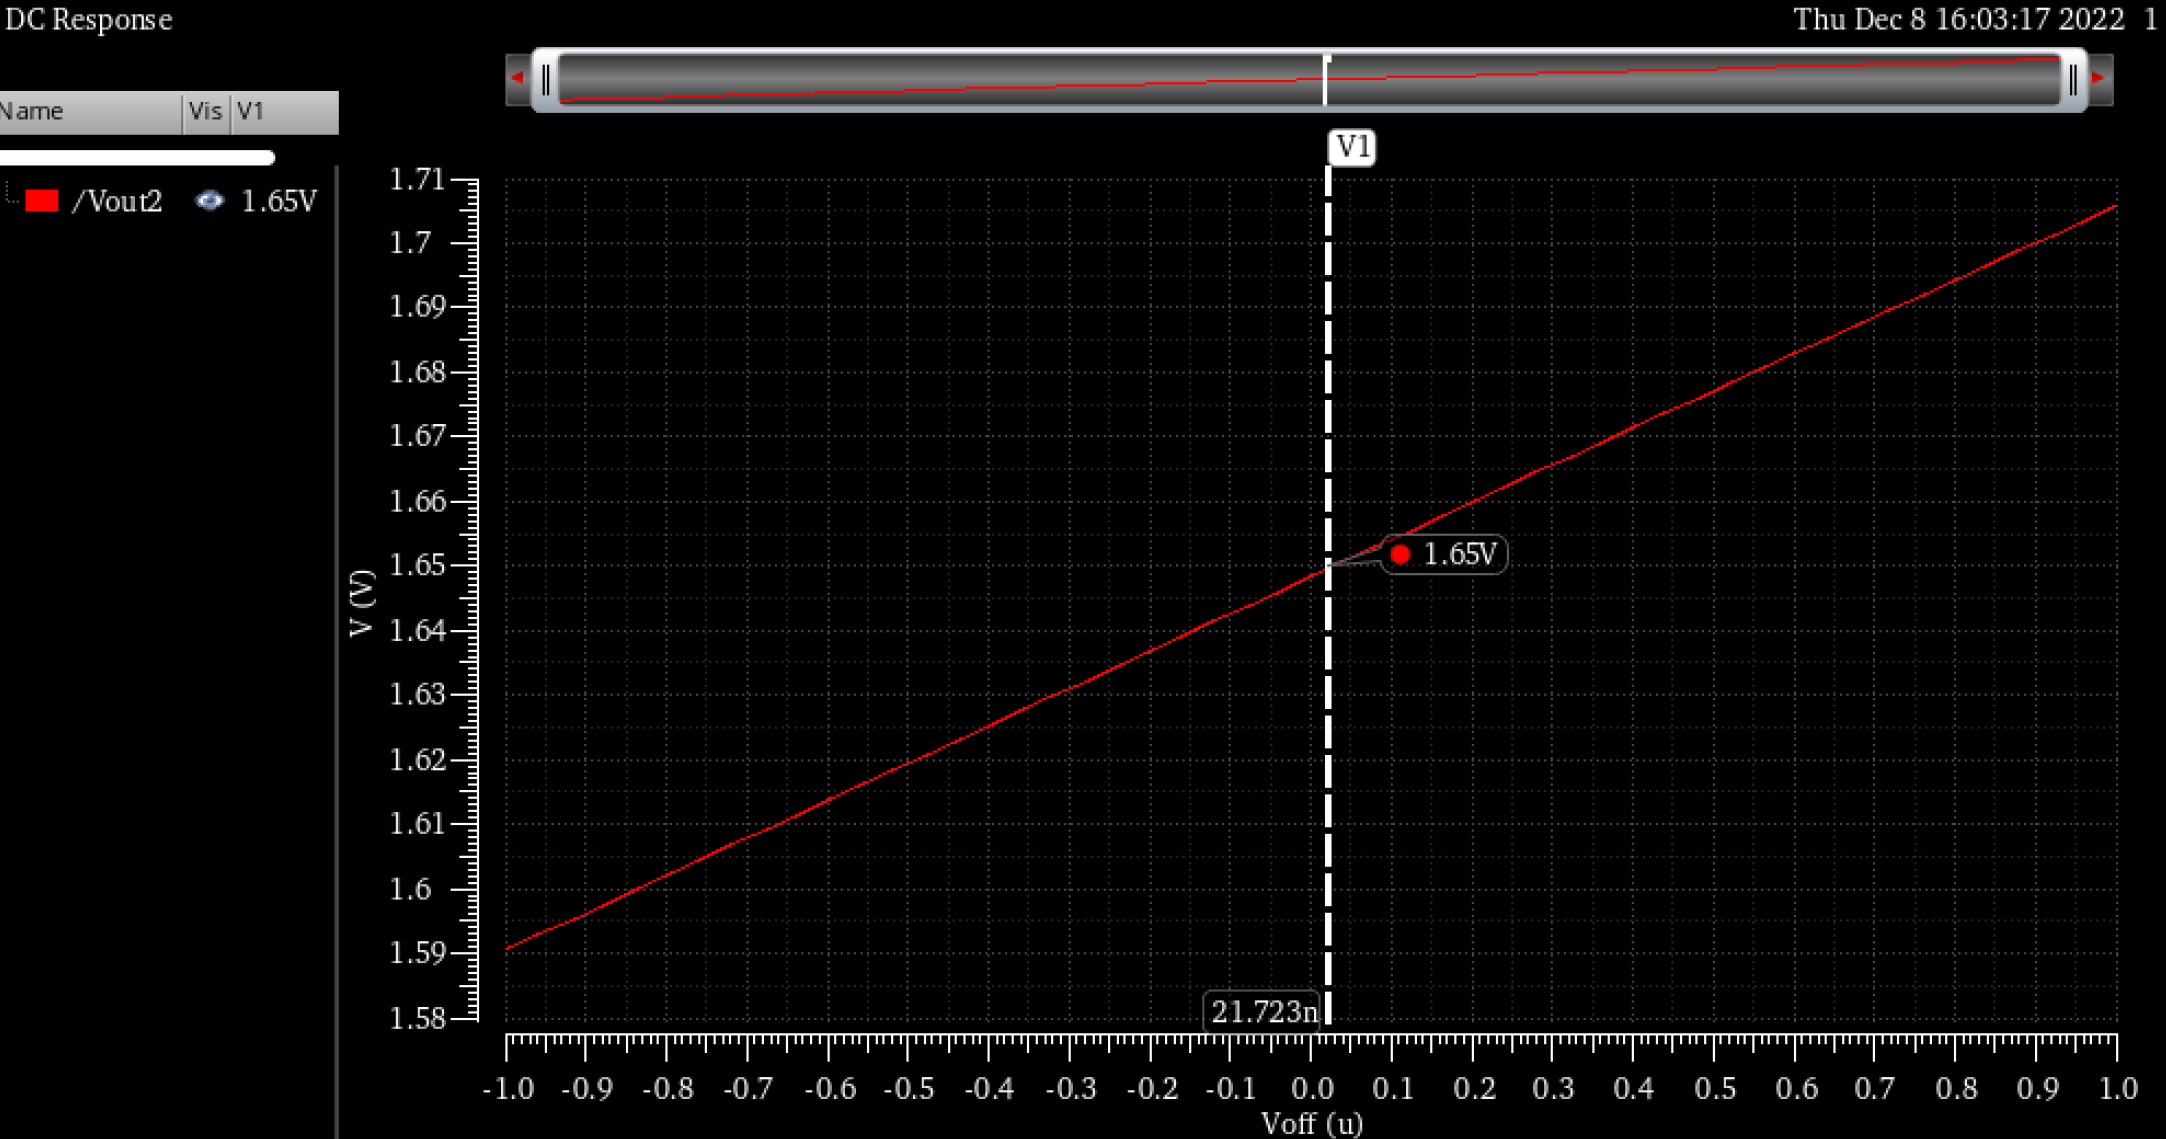 DC Response
Thu Dec 8 16:03:17 2022 1
Name Vis V1
/Vout2 1.65V
V1
1.71
1.7
1.69
1.68
1.67
1.66
1.65
1.64
1.63
1.62
1.61
1.6
1.59
1.58
V (V)
1.65V
21.723n
-1.0 -0.9 -0.8 -0.7 -0.6 -0.5 -0.4 -0.3 -0.2 -0.1 0.0 0.1 0.2 0.3 0.4 0.5 0.6 0.7 0.8 0.9 1.0
Voff (u)